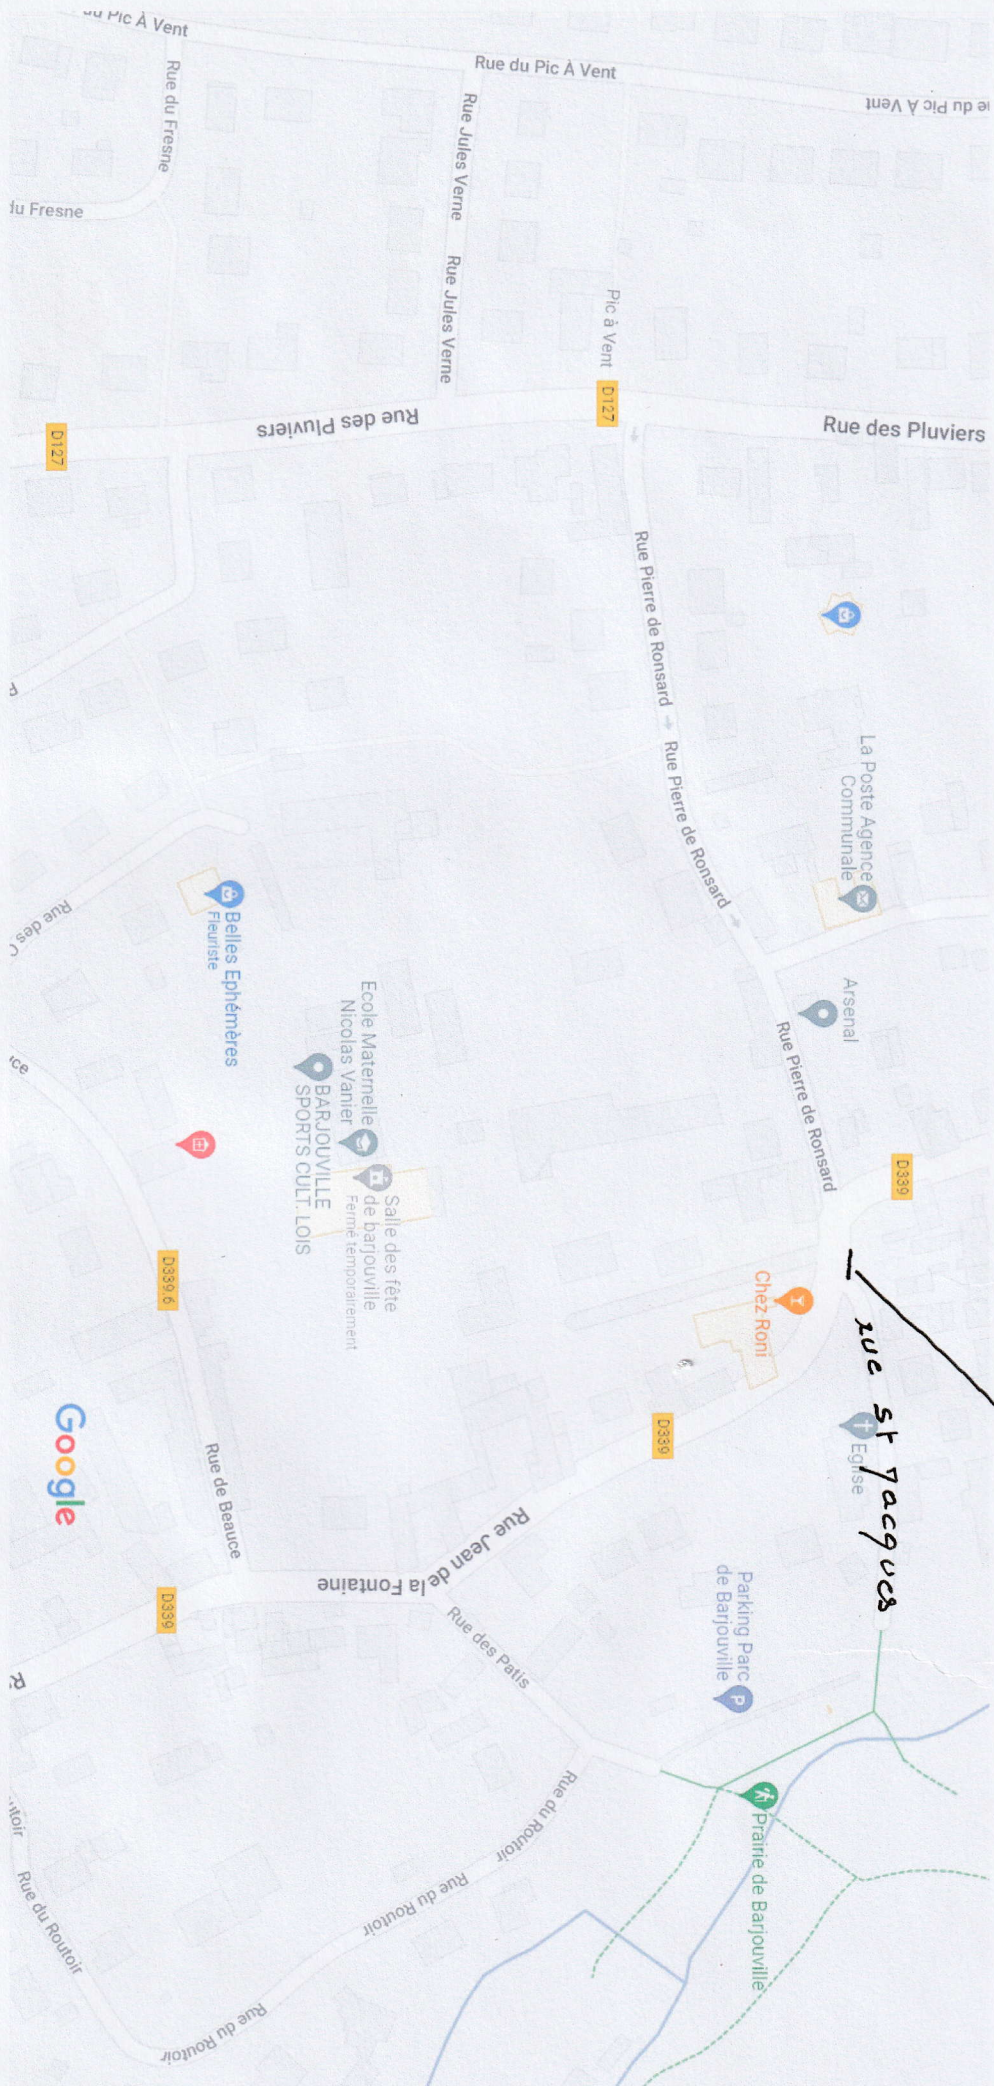 du Pic À Vent
Rue du Pic À Vent
ue du Pic À Vent
Rue du Fresne
du Fresne
Rue Jules Verne
Rue Jules Verne
Pic à Vent
D127
D127
Rue des Pluviers
Rue des Pluviers
Rue Pierre de Ronsard
Rue Pierre de Ronsard
La Poste Agence
Communale
Arsenal
Rue Pierre de Ronsard
D339
Rue des C
Belles Ephémères
Fleuriste
Ecole Maternelle
Nicolas Vanier
BARJOUVILLE
SPORTS CULT. LOIS
Salle des fête
de barjouville
Fermé temporairement
ce
D339.6
Chez Roni
rue st Jacques
Eglise
D339
Rue de Beauce
Rue Jean de la Fontaine
D339
Rue des Patis
Parking Parc
de Barjouville
Prairie de Barjouville
Rue du Routoir
Rue du Routoir
Rue du Routoir
Rue du Routoir
utoir
R
Google